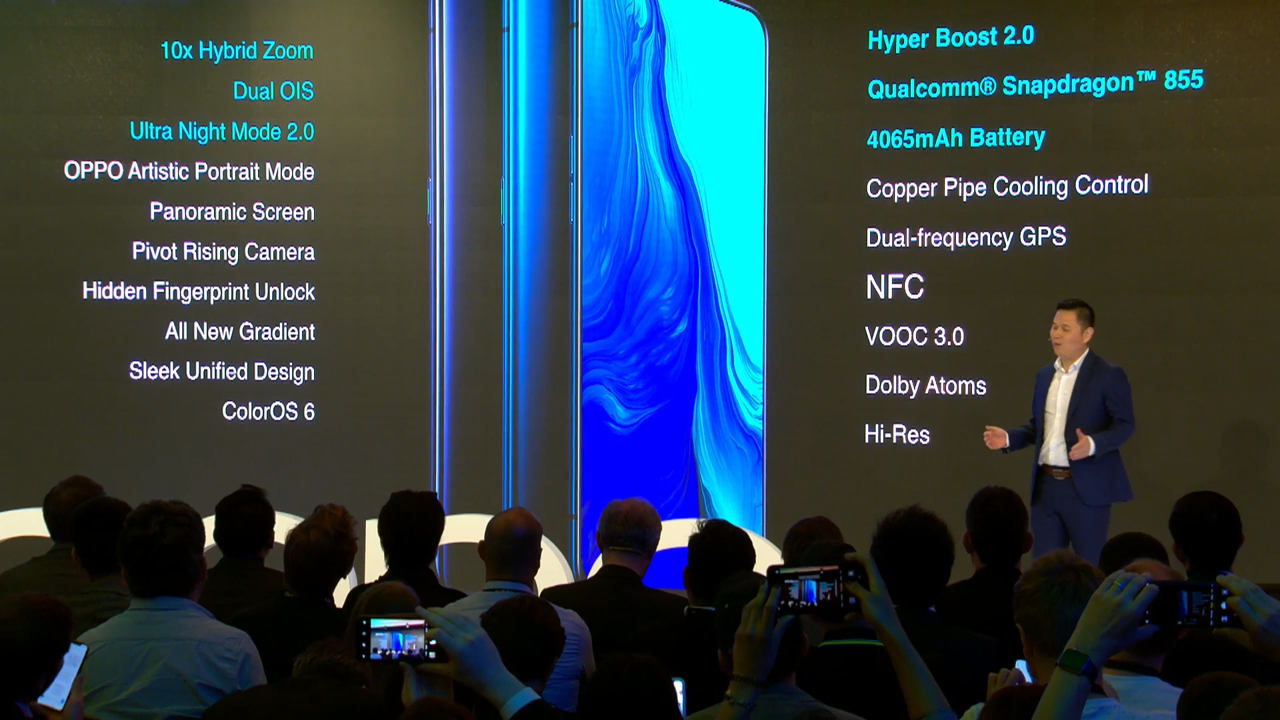 10x Hybrid Zoom
Dual OIS
Ultra Night Mode 2.0
OPPO Artistic Portrait Mode
Panoramic Screen
Pivot Rising Camera
Hidden Fingerprint Unlock
All New Gradient
Sleek Unified Design
ColorOS 6
Hyper Boost 2.0
Qualcomm® Snapdragon™ 855
4065mAh Battery
Copper Pipe Cooling Control
Dual-frequency GPS
NFC
VOOC 3.0
Dolby Atoms
Hi-Res